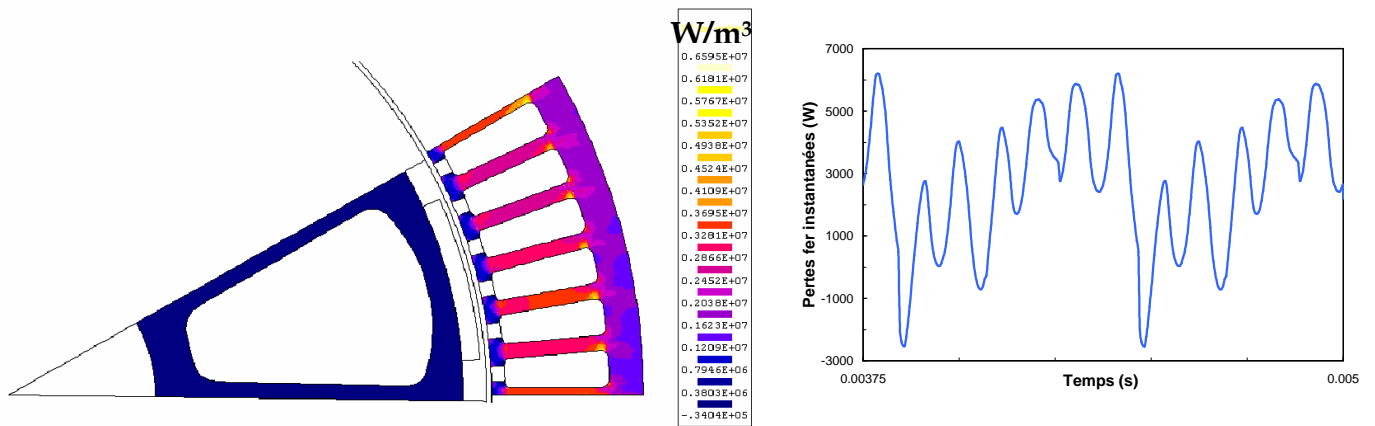 W/m³
0.6595E+07
0.6181E+07
0.5767E+07
0.5352E+07
0.4938E+07
0.4524E+07
0.4109E+07
0.3695E+07
0.3281E+07
0.2866E+07
0.2452E+07
0.2038E+07
0.1623E+07
0.1209E+07
0.7946E+06
0.3803E+06
-.3404E+05
7000
5000
3000
1000
-1000
-3000
Pertes fer instantanées (W)
0.00375
Temps (s)
0.005